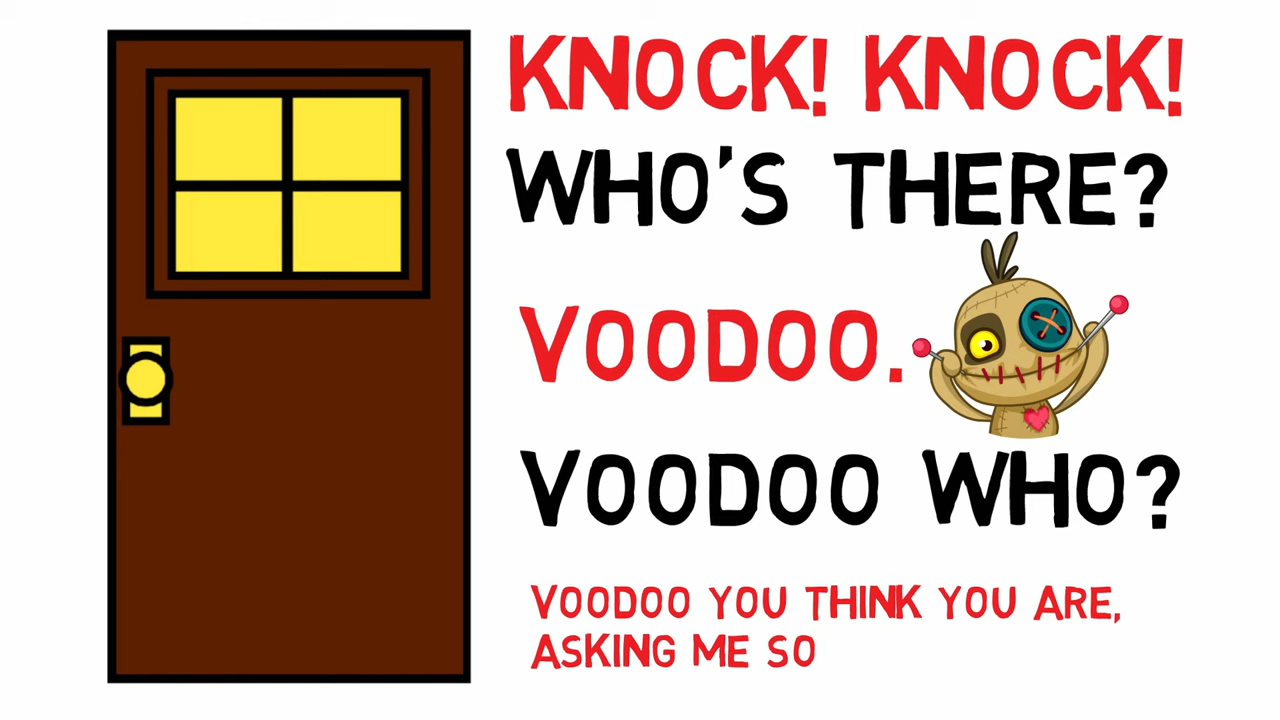 KNOCK! KNOCK!
WHO'S THERE?
VOODOO.
VOODOO WHO?
VOODOO YOU THINK YOU ARE,
ASKING ME SO